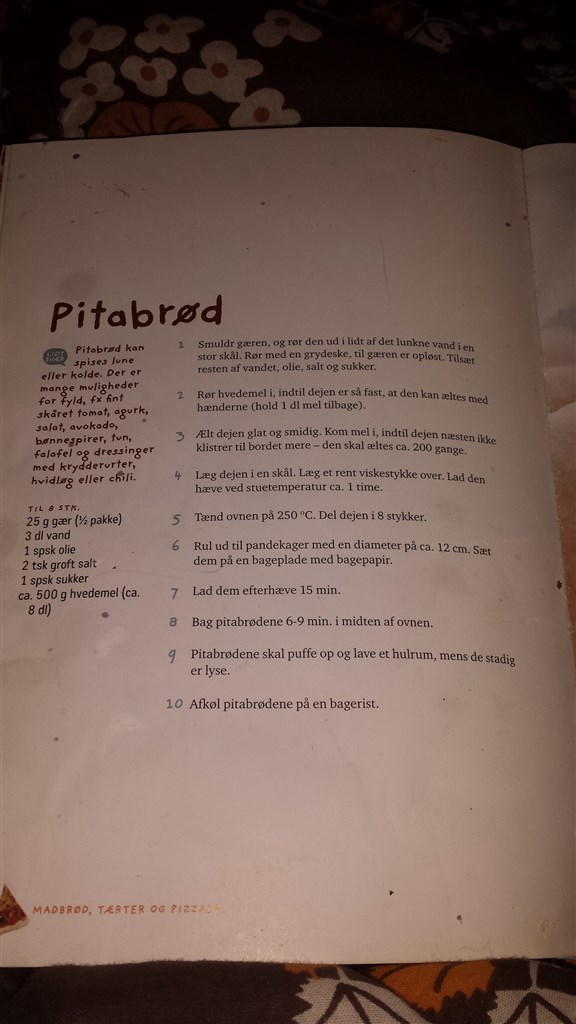 Pitabrød
LIDT
Pitabrød kan
spises lune
eller kolde. Der er
mange muligheder
for fyld, fx fint
skåret tomat, agurk,
salat, avokado,
bønnespirer, tun,
falafel og dressinger
med krydderurter,
hvidløg eller chili.
TIL 8 STK.
25 g gær (½ pakke)
3 dl vand
1 spsk olie
2 tsk groft salt
1 spsk sukker
ca. 500 g hvedemel (ca.
8 dl)
1 Smuldr gæren, og rør den ud i lidt af det lunkne vand i en
stor skål. Rør med en grydeske, til gæren er opløst. Tilsæt
resten af vandet, olie, salt og sukker.
2 Rør hvedemel i, indtil dejen er så fast, at den kan æltes med
hænderne (hold 1 dl mel tilbage).
3 Ælt dejen glat og smidig. Kom mel i, indtil dejen næsten ikke
klistrer til bordet mere – den skal æltes ca. 200 gange.
4 Læg dejen i en skål. Læg et rent viskestykke over. Lad den
hæve ved stuetemperatur ca. 1 time.
5 Tænd ovnen på 250 °C. Del dejen i 8 stykker.
6 Rul ud til pandekager med en diameter på ca. 12 cm. Sæt
dem på en bageplade med bagepapir.
7 Lad dem efterhæve 15 min.
8 Bag pitabrødene 6-9 min. i midten af ovnen.
9 Pitabrødene skal puffe op og lave et hulrum, mens de stadig
er lyse.
10 Afkøl pitabrødene på en bagerist.
MADBRØD, TÆRTER OG